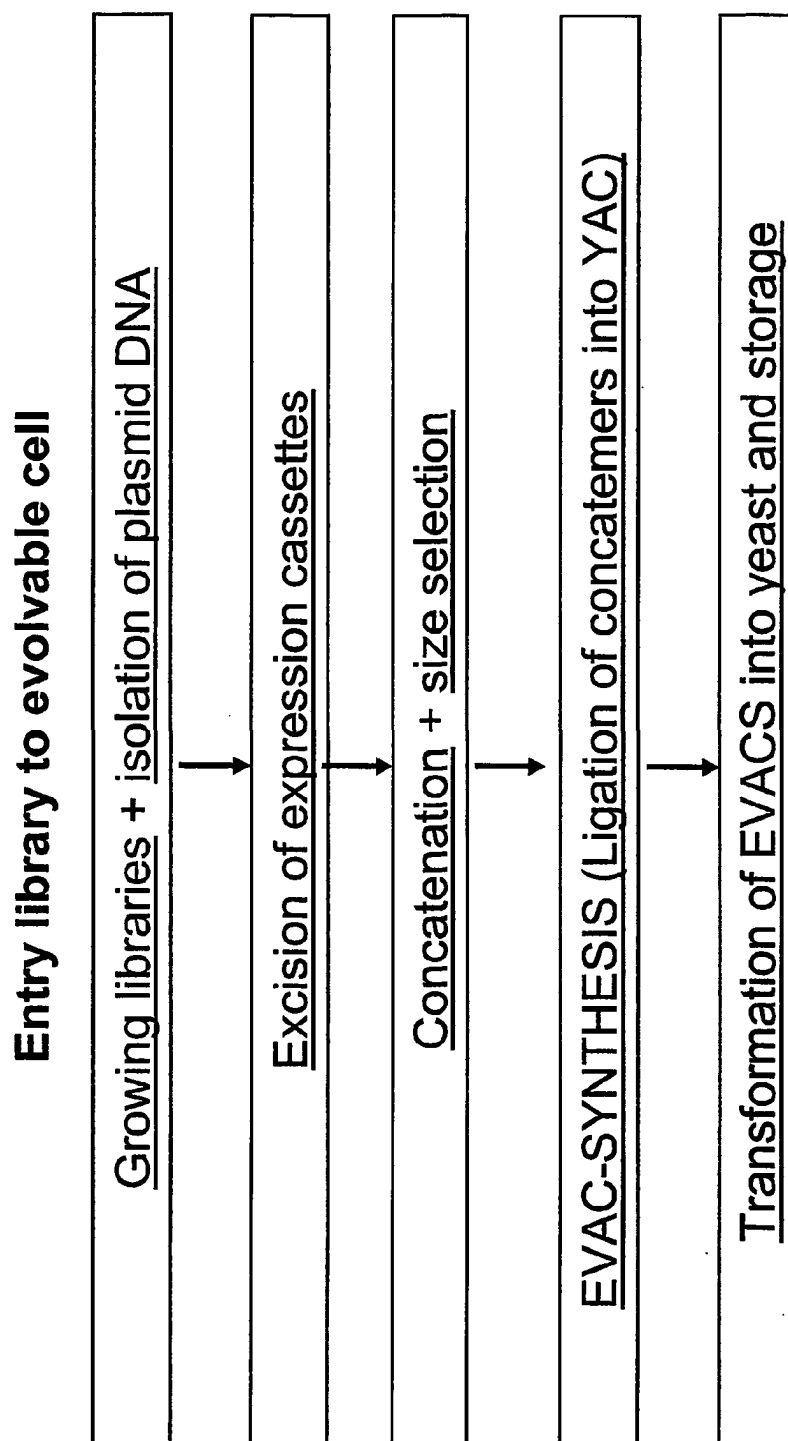 Entry library to evolvable cell
Growing libraries + isolation of plasmid DNA
Excision of expression cassettes
Concatenation + size selection
EVAC-SYNTHESIS (Ligation of concatemers into YAC)
Transformation of EVACS into yeast and storage